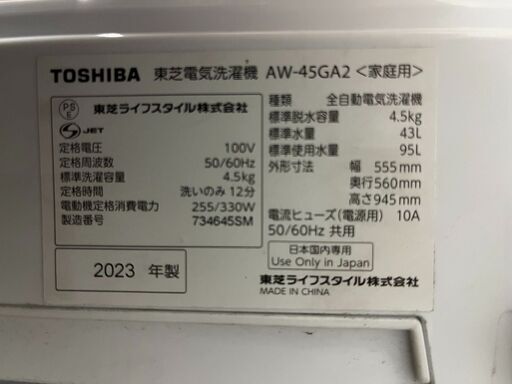 TOSHIBA 東芝電気洗濯機 AW-45GA2 <家庭用>
PS
E
東芝ライフスタイル株式会社
S JET
定格電圧 100V
定格周波数 50/60Hz
標準洗濯容量 4.5kg
定格時間 洗いのみ 12分
電動機定格消費電力 255/330W
製造番号 734645SM
2023 年製
種類 全自動電気洗濯機
標準脱水容量 4.5kg
標準水量 43L
標準使用水量 95L
外形寸法 幅 555mm
奥行560mm
高さ945mm
電流ヒューズ(電源用) 10A
50/60Hz 共用
日本国内専用
Use Only in Japan
東芝ライフスタイル株式会社
MADE IN CHINA